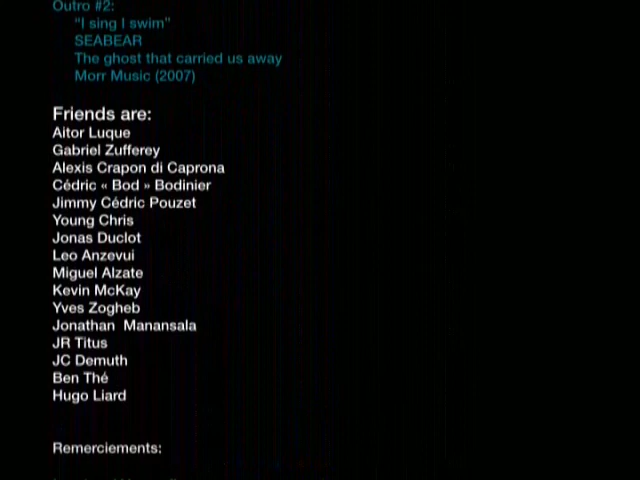 Outro #2:
"I sing I swim"
SEABEAR
The ghost that carried us away
Morr Music (2007)
Friends are:
Aitor Luque
Gabriel Zufferey
Alexis Crapon di Caprona
Cédric « Bod » Bodinier
Jimmy Cédric Pouzet
Young Chris
Jonas Duclot
Leo Anzevui
Miguel Alzate
Kevin McKay
Yves Zogheb
Jonathan  Manansala
JR Titus
JC Demuth
Ben Thé
Hugo Liard
Remerciements: